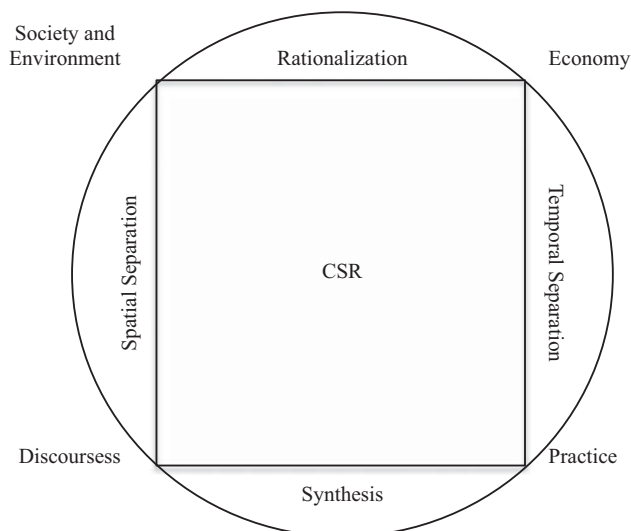 Society and
Environment
Rationalization
Economy
Spatial Separation
CSR
Temporal Separation
Discoursess
Practice
Synthesis